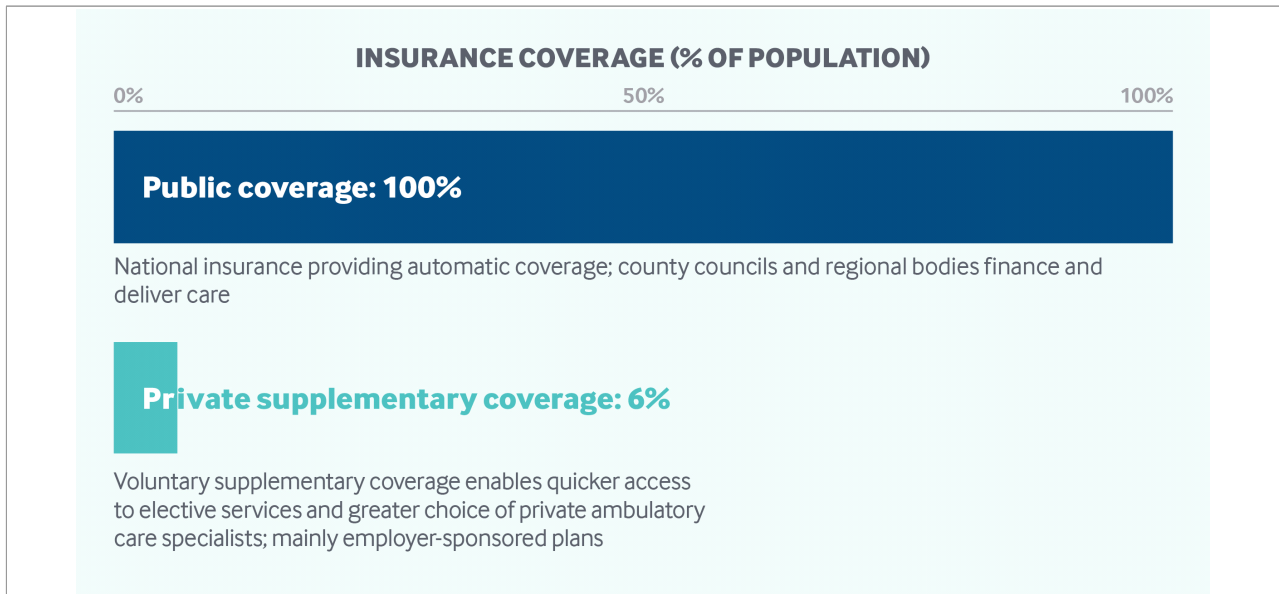 INSURANCE COVERAGE (% OF POPULATION)
0% 50% 100%
Public coverage: 100%
National insurance providing automatic coverage; county councils and regional bodies finance and
deliver care
Private supplementary coverage: 6%
Voluntary supplementary coverage enables quicker access
to elective services and greater choice of private ambulatory
care specialists; mainly employer-sponsored plans